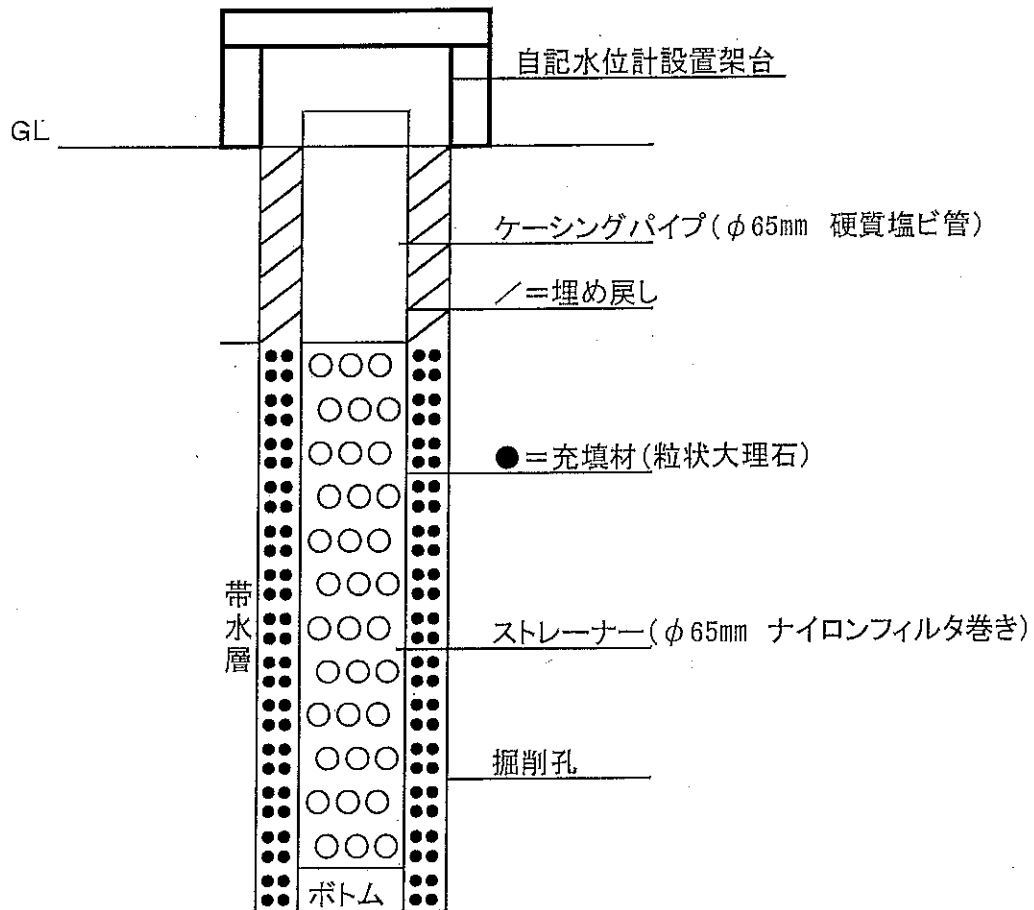 自記水位計設置架台
GL
ケーシングパイプ(φ65mm 硬質塩ビ管)
／＝埋め戻し
●＝充填材(粒状大理石)
帯水層
ストレーナー(φ65mm ナイロンフィルタ巻き)
掘削孔
ボトム